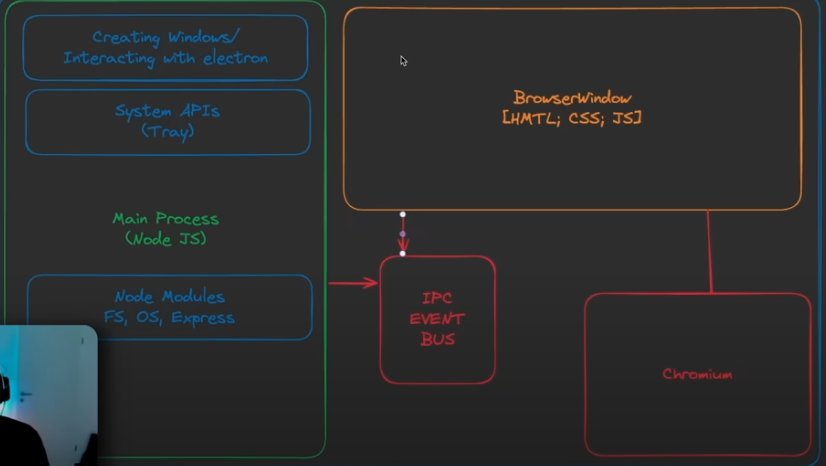 Creating Windows/
Interacting with electron
System APIs
(Tray)
Main Process
(Node JS)
Node Modules
FS, OS, Express
BrowserWindow
[HMTL; CSS; JS]
IPC
EVENT
BUS
Chromium